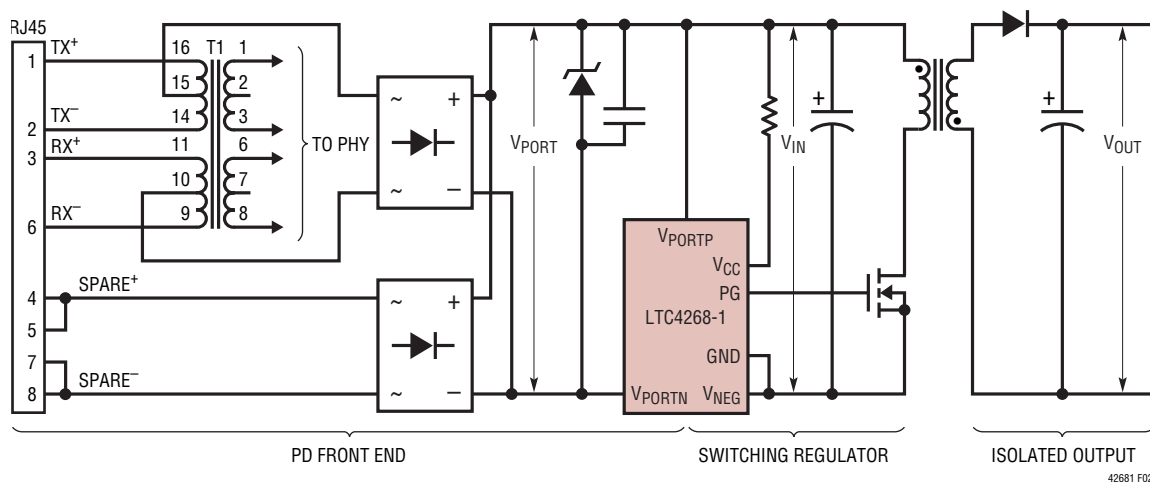 RJ45
1 TX+
2 TX−
3 RX+
6 RX−
4 SPARE+
5
7
8 SPARE−
T1
16 1
15 2
14 3
11 6
10 7
9 8
TO PHY
~ +
~ −
~ +
~ −
VPORT
VPORTP
VCC
PG
LTC4268-1
GND
VPORTN VNEG
VIN
+
+
VOUT
PD FRONT END
SWITCHING REGULATOR
ISOLATED OUTPUT
42681 F02